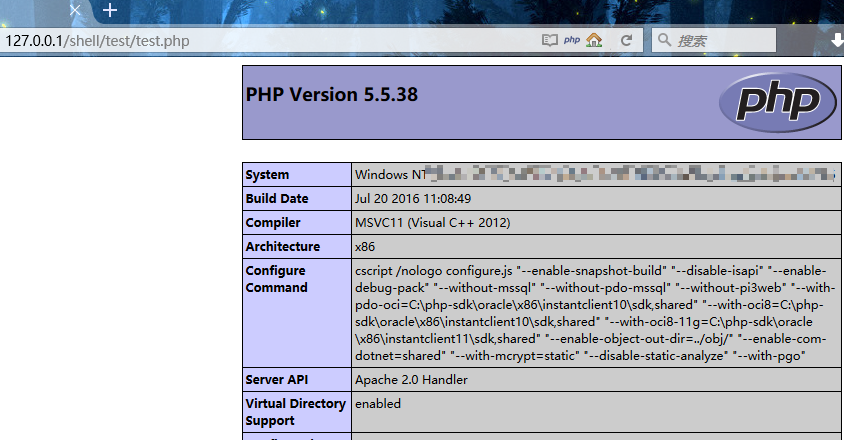 127.0.0.1/shell/test/test.php
php
搜索
PHP Version 5.5.38
php
System
Windows NT
Build Date
Jul 20 2016 11:08:49
Compiler
MSVC11 (Visual C++ 2012)
Architecture
x86
Configure
Command
cscript /nologo configure.js "--enable-snapshot-build" "--disable-isapi" "--enable-
debug-pack" "--without-mssql" "--without-pdo-mssql" "--without-pi3web" "--with-
pdo-oci=C:\php-sdk\oracle\x86\instantclient10\sdk,shared" "--with-oci8=C:\php-
sdk\oracle\x86\instantclient10\sdk,shared" "--with-oci8-11g=C:\php-sdk\oracle
\x86\instantclient11\sdk,shared" "--enable-object-out-dir=../obj/" "--enable-com-
dotnet=shared" "--with-mcrypt=static" "--disable-static-analyze" "--with-pgo"
Server API
Apache 2.0 Handler
Virtual Directory
Support
enabled